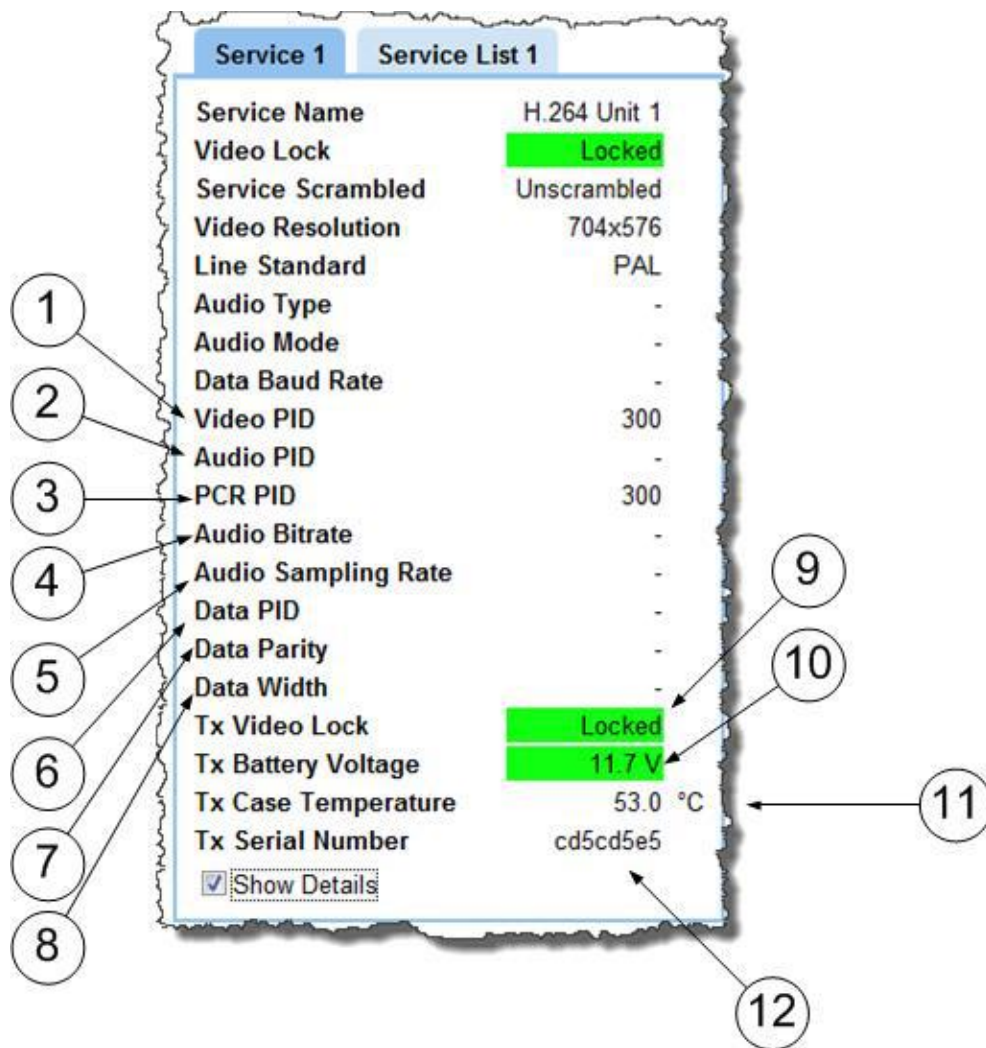 Service 1 Service List 1
Service Name H.264 Unit 1
Video Lock Locked
Service Scrambled Unscrambled
Video Resolution 704x576
Line Standard PAL
Audio Type -
1
Audio Mode -
Data Baud Rate -
2
Video PID 300
Audio PID -
3
PCR PID 300
Audio Bitrate -
4
Audio Sampling Rate -
9
Data PID -
5
Data Parity -
10
Data Width -
Tx Video Lock Locked
6
Tx Battery Voltage 11.7 V
Tx Case Temperature 53.0 °C
11
Tx Serial Number cd5cd5e5
7
Show Details
8
12